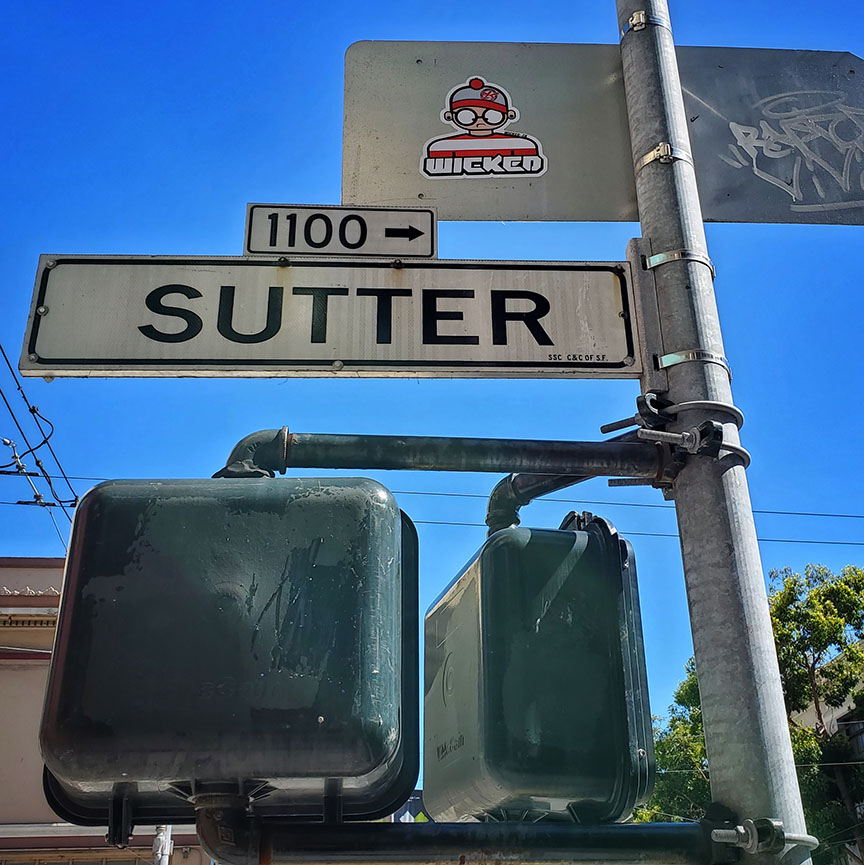 WICKED
1100 →
SUTTER
SSC C&C OF S.F.